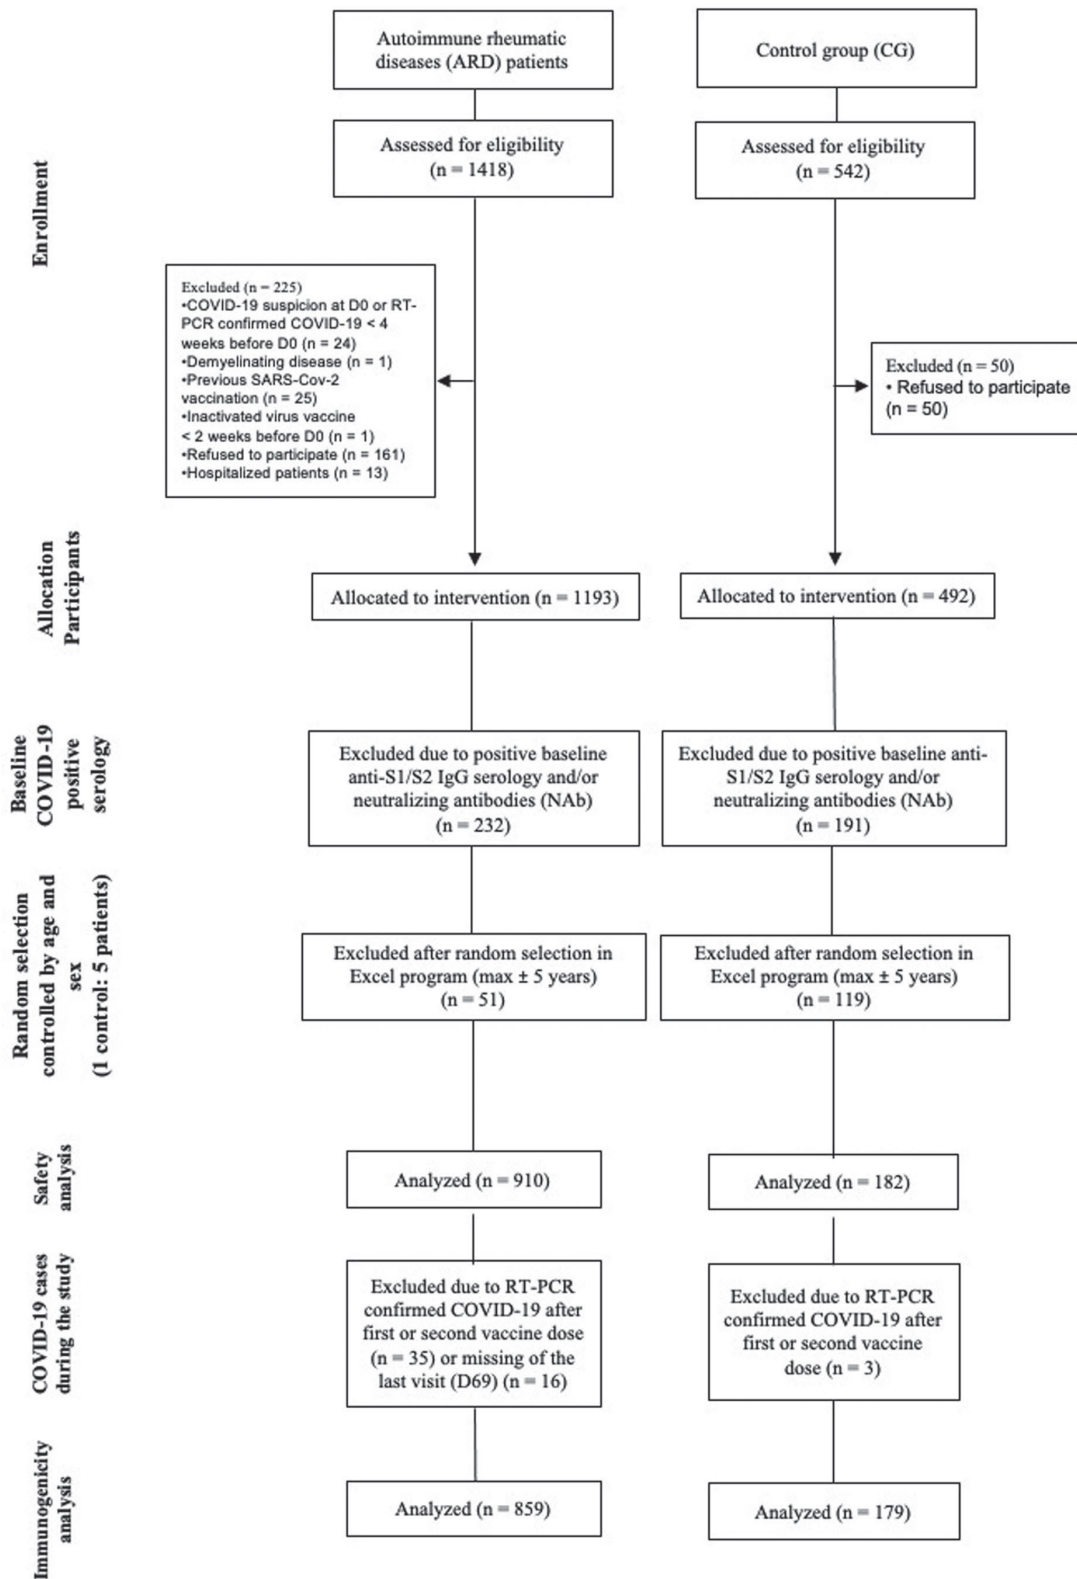 Autoimmune rheumatic
diseases (ARD) patients
Control group (CG)
Enrollment
Assessed for eligibility
(n = 1418)
Assessed for eligibility
(n = 542)
Excluded (n = 225)
•COVID-19 suspicion at D0 or RT-
PCR confirmed COVID-19 < 4
weeks before D0 (n = 24)
•Demyelinating disease (n = 1)
•Previous SARS-Cov-2
vaccination (n = 25)
•Inactivated virus vaccine
< 2 weeks before D0 (n = 1)
•Refused to participate (n = 161)
•Hospitalized patients (n = 13)
Excluded (n = 50)
• Refused to participate
(n = 50)
Allocation
Participants
Allocated to intervention (n = 1193)
Allocated to intervention (n = 492)
Baseline
COVID-19
positive
serology
Excluded due to positive baseline
anti-S1/S2 IgG serology and/or
neutralizing antibodies (NAb)
(n = 232)
Excluded due to positive baseline anti-
S1/S2 IgG serology and/or
neutralizing antibodies (NAb)
(n = 191)
Random selection
controlled by age and
sex
(1 control: 5 patients)
Excluded after random selection in
Excel program (max ± 5 years)
(n = 51)
Excluded after random selection in
Excel program (max ± 5 years)
(n = 119)
Safety
analysis
Analyzed (n = 910)
Analyzed (n = 182)
COVID-19 cases
during the study
Excluded due to RT-PCR
confirmed COVID-19 after
first or second vaccine dose
(n = 35) or missing of the
last visit (D69) (n = 16)
Excluded due to RT-PCR
confirmed COVID-19 after
first or second vaccine
dose (n = 3)
Immunogenicity
analysis
Analyzed (n = 859)
Analyzed (n = 179)